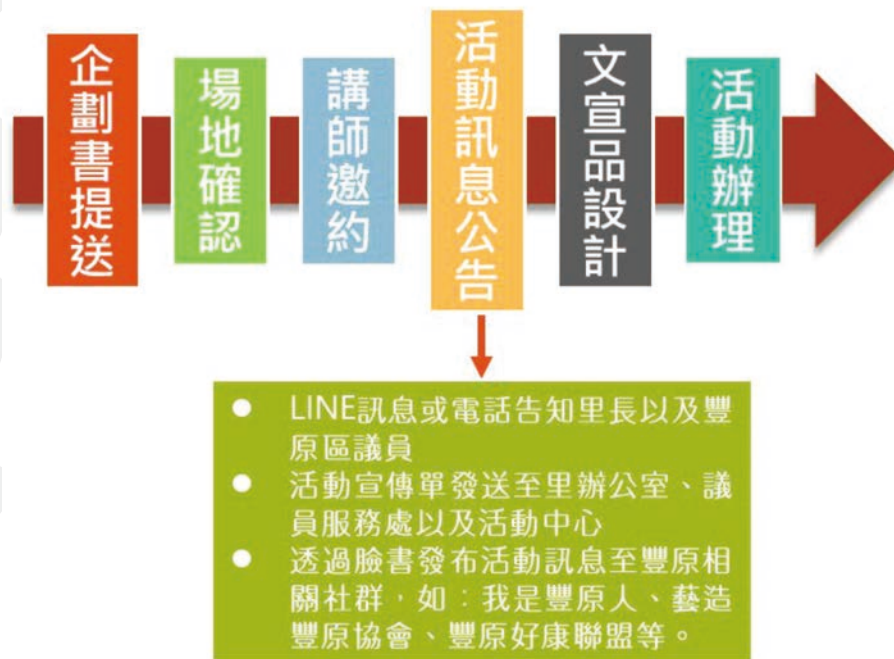 企劃書提送
場地確認
講師邀約
活動訊息公告
文宣品設計
活動辦理
● LINE訊息或電話告知里長以及豐
原區議員
● 活動宣傳單發送至里辦公室、議
員服務處以及活動中心
● 透過臉書發布活動訊息至豐原相
關社群，如：我是豐原人、藝造
豐原協會、豐原好康聯盟等。